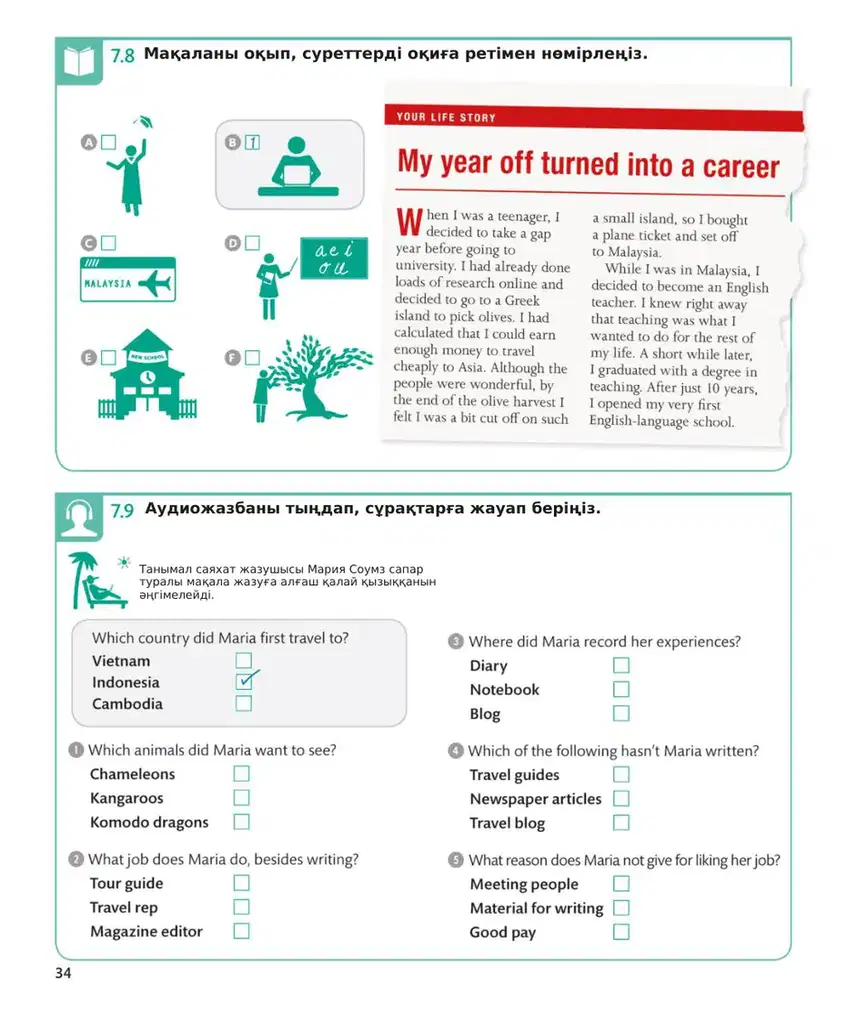 7.8 Мақаланы оқып, суреттерді оқиға ретімен нөмірлеңіз.
A
B 1
C
MALAYSIA
D
a e i
o u
E
NEW SCHOOL
F
YOUR LIFE STORY
My year off turned into a career
When I was a teenager, I
decided to take a gap
year before going to
university. I had already done
loads of research online and
decided to go to a Greek
island to pick olives. I had
calculated that I could earn
enough money to travel
cheaply to Asia. Although the
people were wonderful, by
the end of the olive harvest I
felt I was a bit cut off on such
a small island, so I bought
a plane ticket and set off
to Malaysia.
While I was in Malaysia, I
decided to become an English
teacher. I knew right away
that teaching was what I
wanted to do for the rest of
my life. A short while later,
I graduated with a degree in
teaching. After just 10 years,
I opened my very first
English-language school.
7.9 Аудиожазбаны тыңдап, сұрақтарға жауап беріңіз.
Танымал саяхат жазушысы Мария Соумз сапар
туралы мақала жазуға алғаш қалай қызыққанын
әңгімелейді.
Which country did Maria first travel to?
Vietnam
Indonesia
Cambodia
1 Which animals did Maria want to see?
Chameleons
Kangaroos
Komodo dragons
2 What job does Maria do, besides writing?
Tour guide
Travel rep
Magazine editor
3 Where did Maria record her experiences?
Diary
Notebook
Blog
4 Which of the following hasn't Maria written?
Travel guides
Newspaper articles
Travel blog
5 What reason does Maria not give for liking her job?
Meeting people
Material for writing
Good pay
34